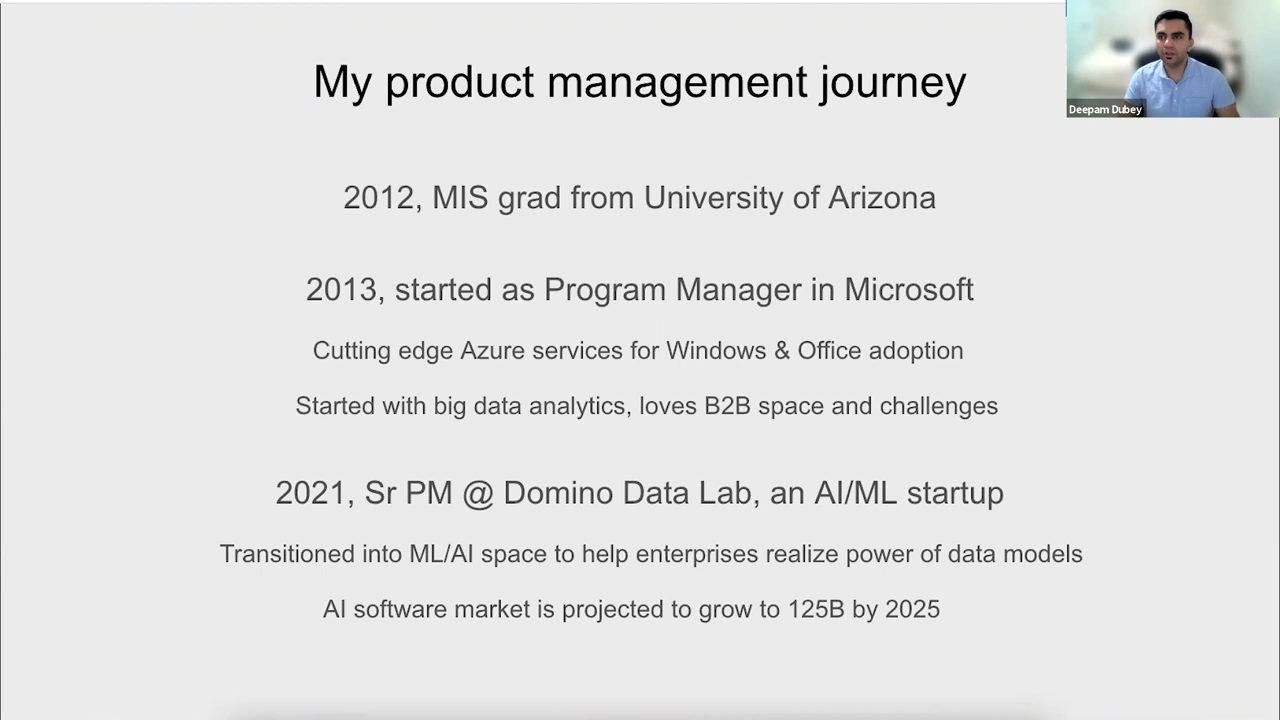 My product management journey
Deepam Dubey
2012, MIS grad from University of Arizona
2013, started as Program Manager in Microsoft
Cutting edge Azure services for Windows & Office adoption
Started with big data analytics, loves B2B space and challenges
2021, Sr PM @ Domino Data Lab, an AI/ML startup
Transitioned into ML/AI space to help enterprises realize power of data models
AI software market is projected to grow to 125B by 2025